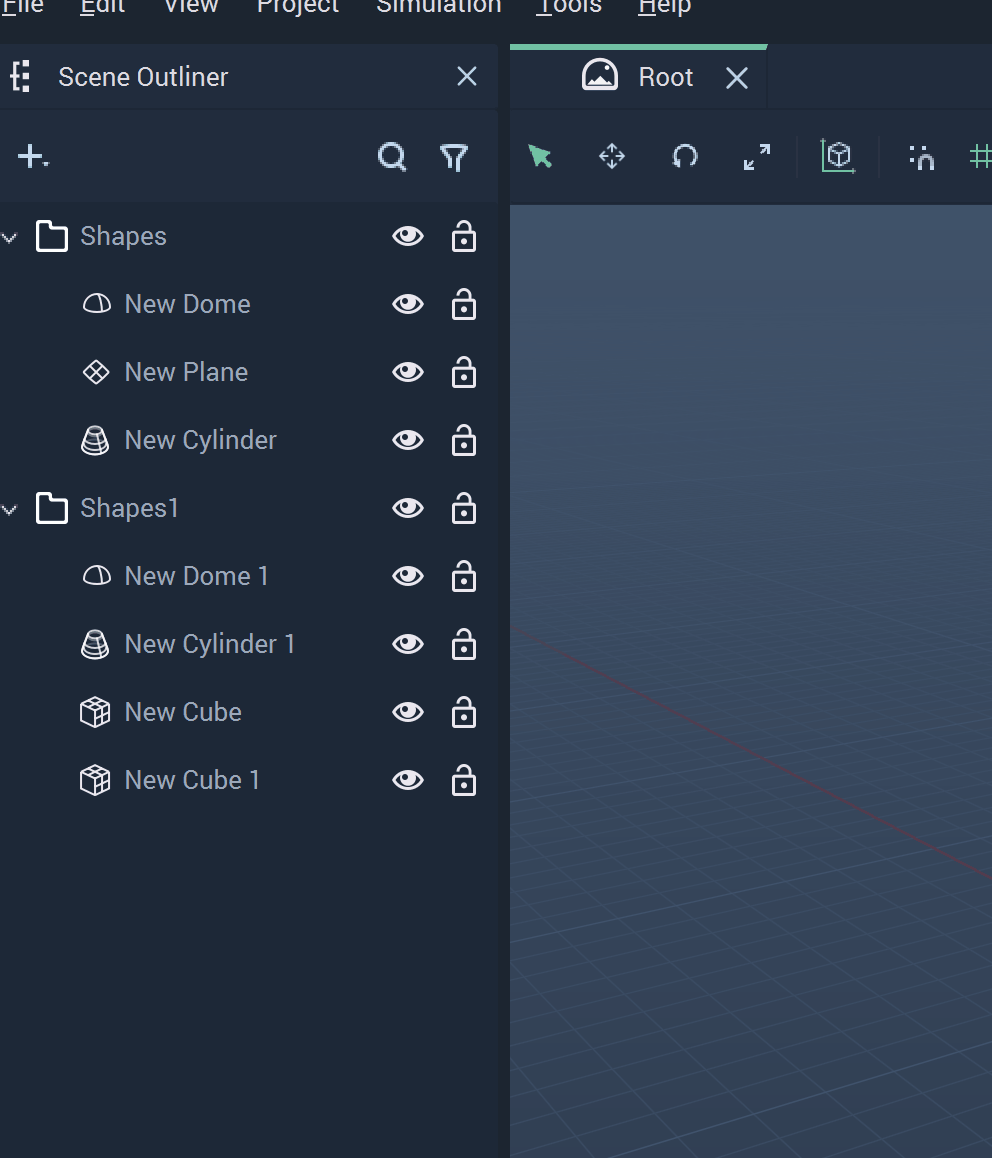 File Edit View Project Simulation Tools Help
Scene Outliner
Root
Shapes
New Dome
New Plane
New Cylinder
Shapes1
New Dome 1
New Cylinder 1
New Cube
New Cube 1